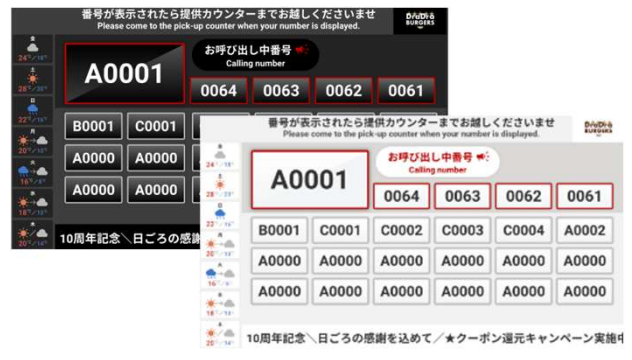 番号が表示されたら提供カウンターまでお越しくださいませ
Please come to the pick-up counter when your number is displayed.
BURGERS
お呼び出し中番号
Calling number
A0001
0064 0063 0062 0061
B0001 C0001
A0000 A0000
A0000 A0000
10周年記念＼日ごろの感謝
24℃/18℃
番号が表示されたら提供カウンターまでお越しくださいませ
Please come to the pick-up counter when your number is displayed.
BURGERS
お呼び出し中番号
Calling number
A0001
0064 0063 0062 0061
B0001 C0001 C0002 C0003 C0004 A0002
A0000 A0000 A0000 A0000 A0000 A0000
A0000 A0000 A0000 A0000 A0000 A0000
10周年記念＼日ごろの感謝を込めて／★クーポン還元キャンペーン実施中